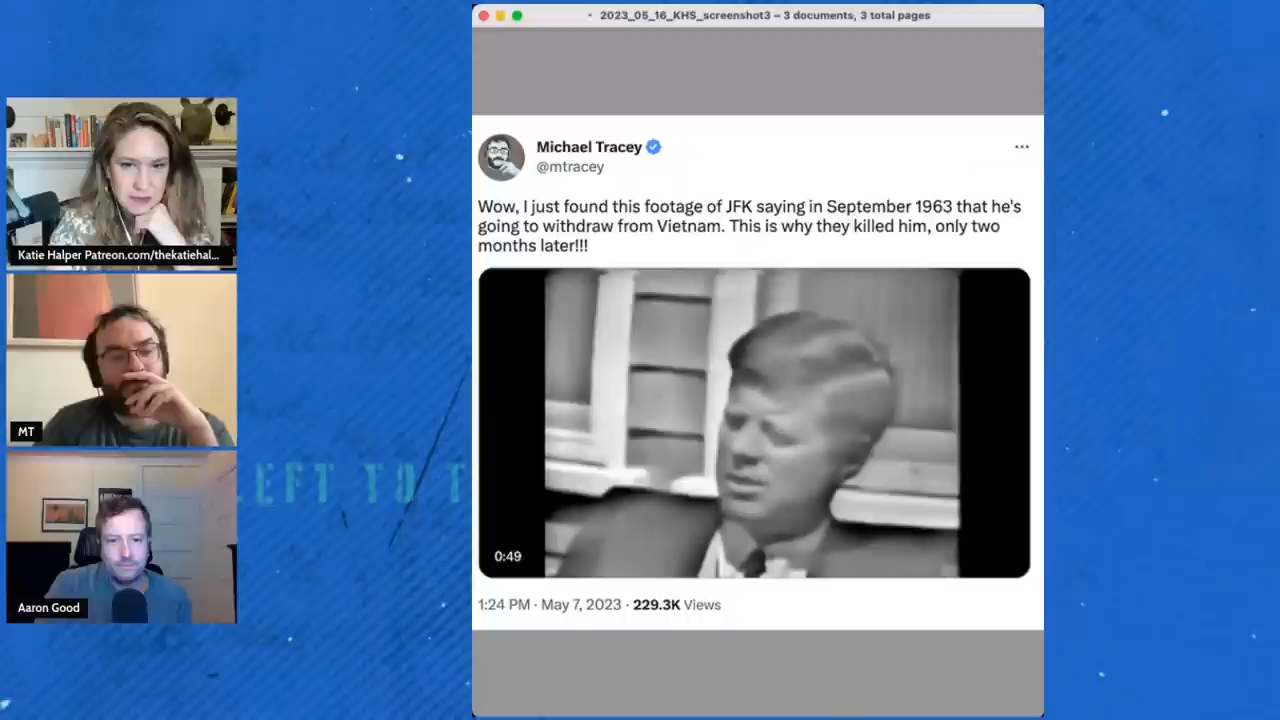 2023_05_16_KHS_screenshot3 – 3 documents, 3 total pages
Michael Tracey
@mtracey
Wow, I just found this footage of JFK saying in September 1963 that he's
going to withdraw from Vietnam. This is why they killed him, only two
months later!!!
0:49
1:24 PM · May 7, 2023 · 229.3K Views
Katie Halper Patreon.com/thekatiehal...
MT
Aaron Good
LEFT TO T